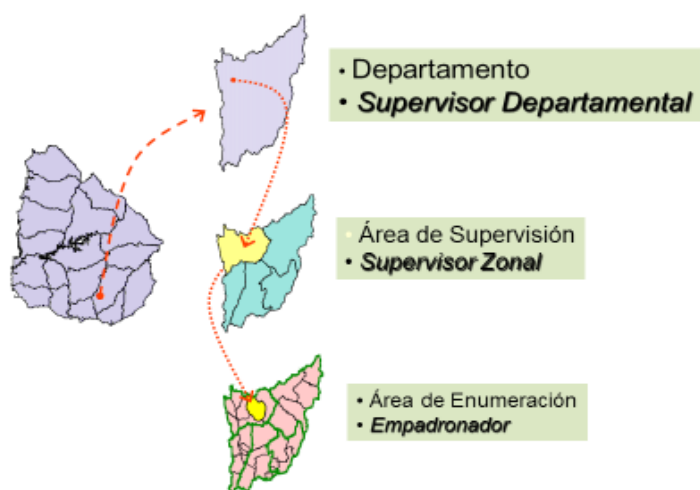 • Departamento
• Supervisor Departamental
• Área de Supervisión
• Supervisor Zonal
• Área de Enumeración
• Empadronador